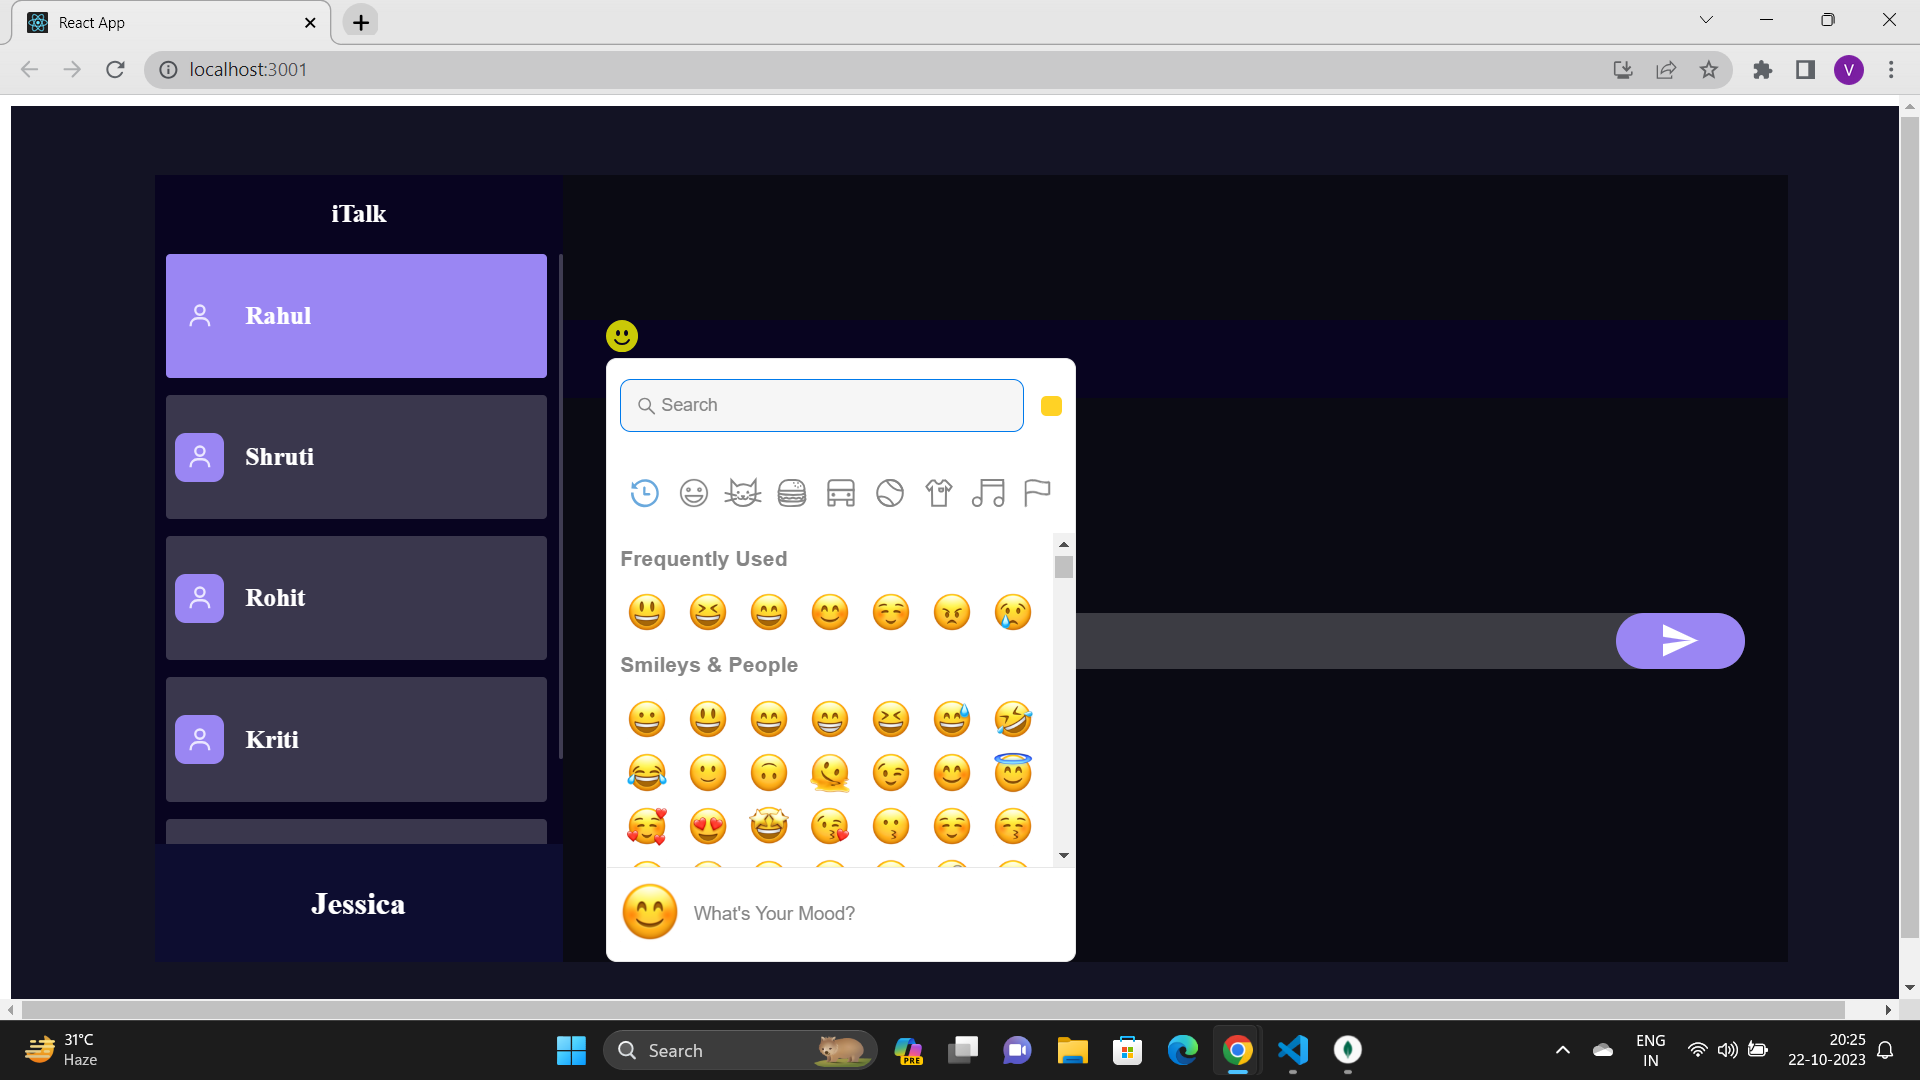 React App
localhost:3001
V
iTalk
Rahul
Shruti
Rohit
Kriti
Jessica
Search
Frequently Used
Smileys & People
What's Your Mood?
31°C
Haze
Search
PRE
ENG
IN
20:25
22-10-2023